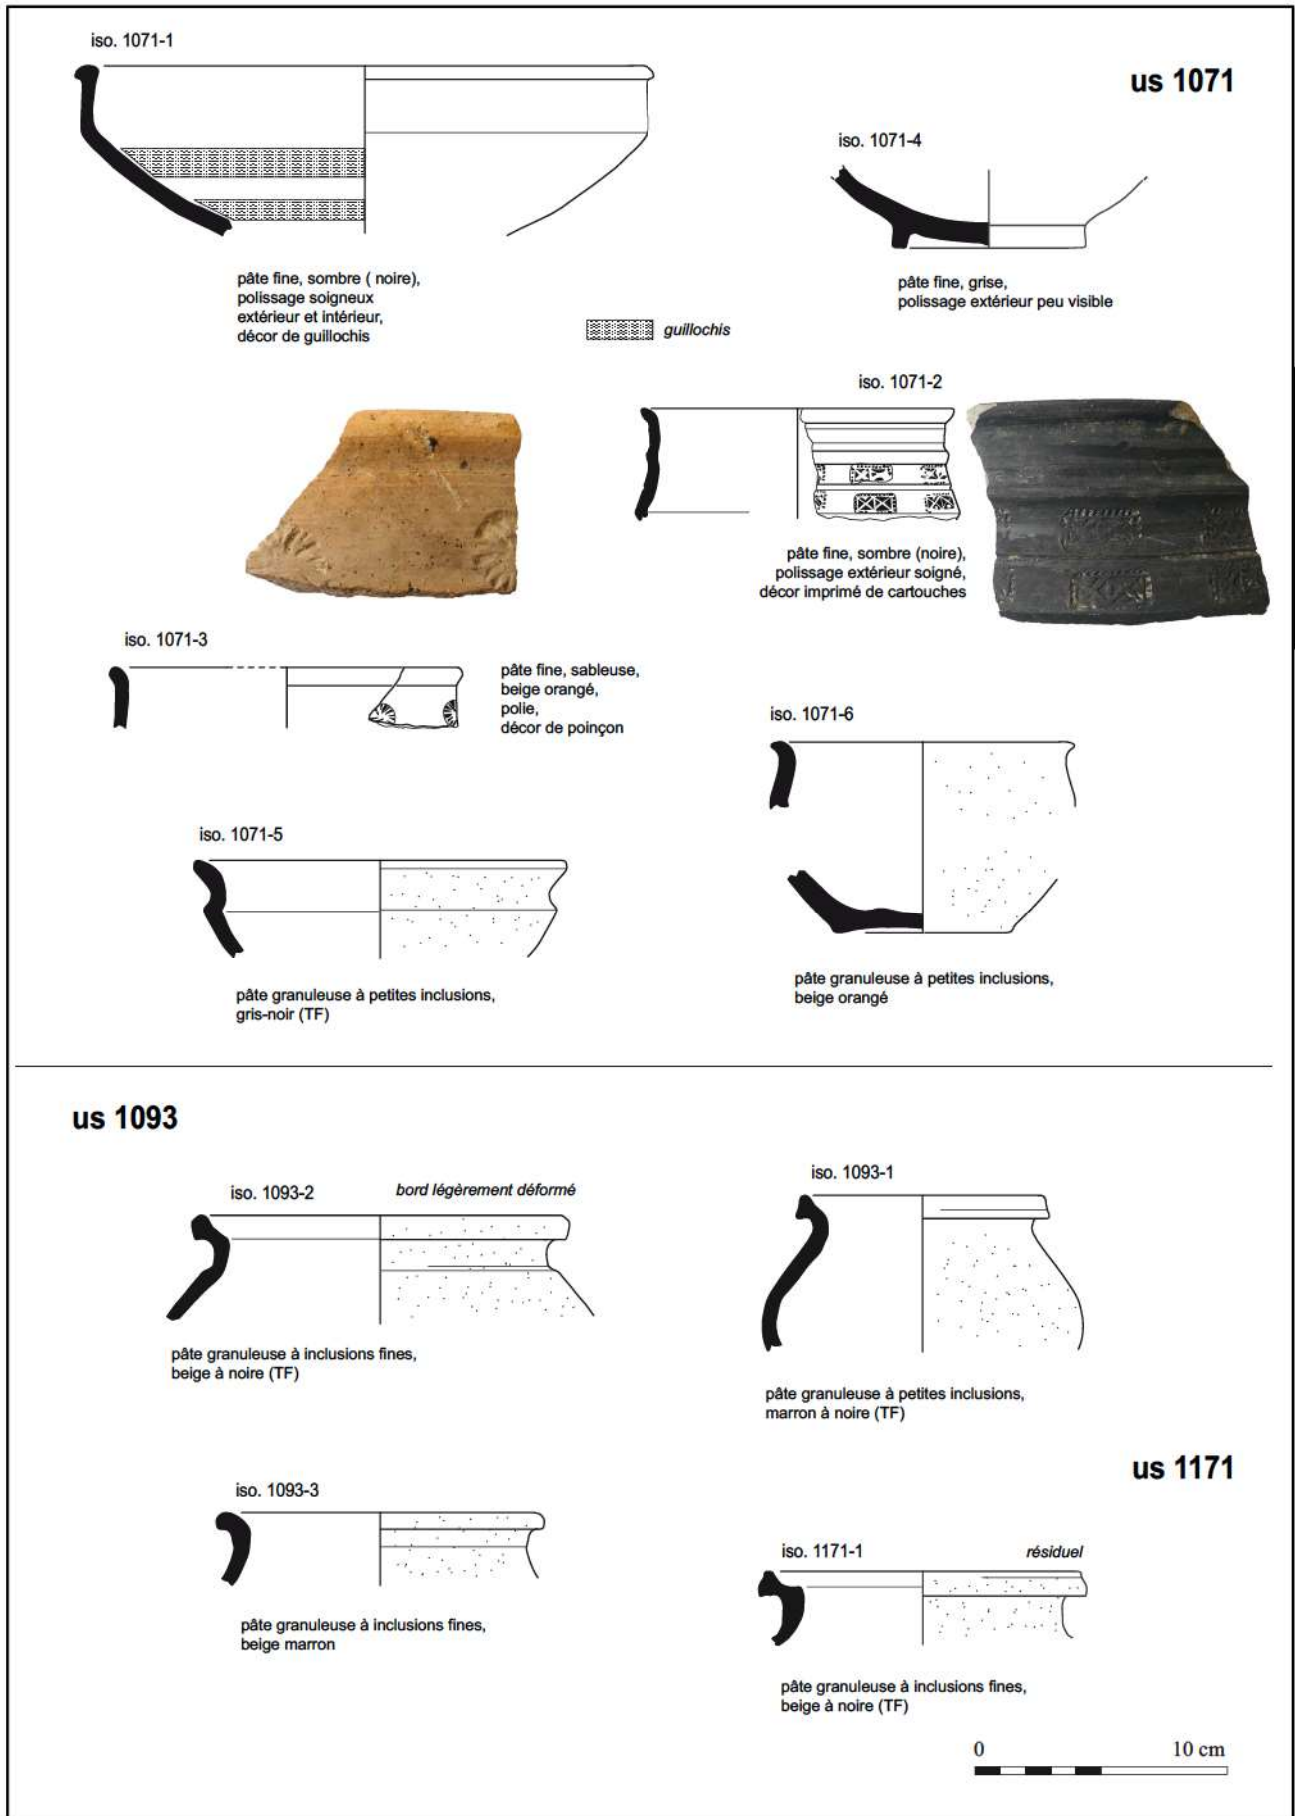 iso. 1071-1
us 1071
iso. 1071-4
pâte fine, sombre ( noire),
polissage soigneux
extérieur et intérieur,
décor de guillochis
pâte fine, grise,
polissage extérieur peu visible
guillochis
iso. 1071-2
pâte fine, sombre (noire),
polissage extérieur soigné,
décor imprimé de cartouches
iso. 1071-3
pâte fine, sableuse,
beige orangé,
polie,
décor de poinçon
iso. 1071-6
iso. 1071-5
pâte granuleuse à petites inclusions,
beige orangé
pâte granuleuse à petites inclusions,
gris-noir (TF)
us 1093
iso. 1093-2
bord légèrement déformé
iso. 1093-1
pâte granuleuse à inclusions fines,
beige à noire (TF)
pâte granuleuse à petites inclusions,
marron à noire (TF)
us 1171
iso. 1093-3
iso. 1171-1
résiduel
pâte granuleuse à inclusions fines,
beige marron
pâte granuleuse à inclusions fines,
beige à noire (TF)
0 10 cm